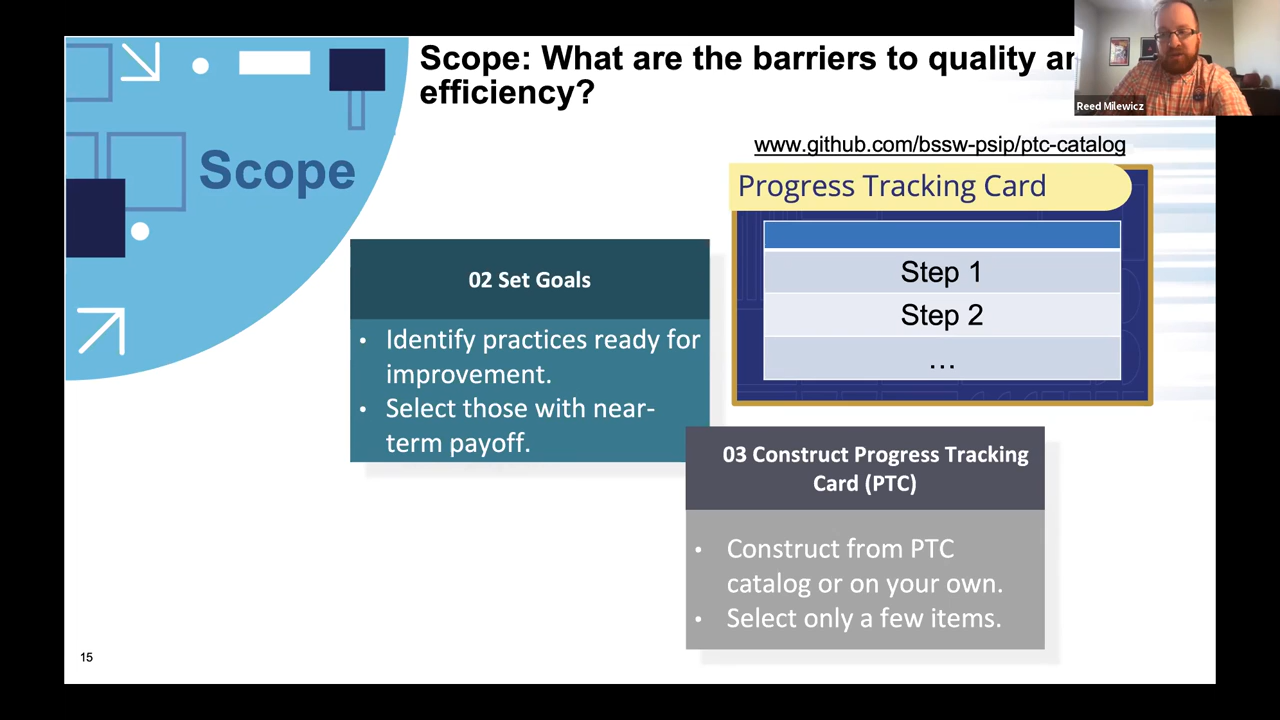 Scope: What are the barriers to quality
efficiency?
Reed Milewicz
www.github.com/bssw-psip/ptc-catalog
Scope
Progress Tracking Card
Step 1
Step 2
...
02 Set Goals
• Identify practices ready for
improvement.
• Select those with near-
term payoff.
03 Construct Progress Tracking
Card (PTC)
• Construct from PTC
catalog or on your own.
• Select only a few items.
15